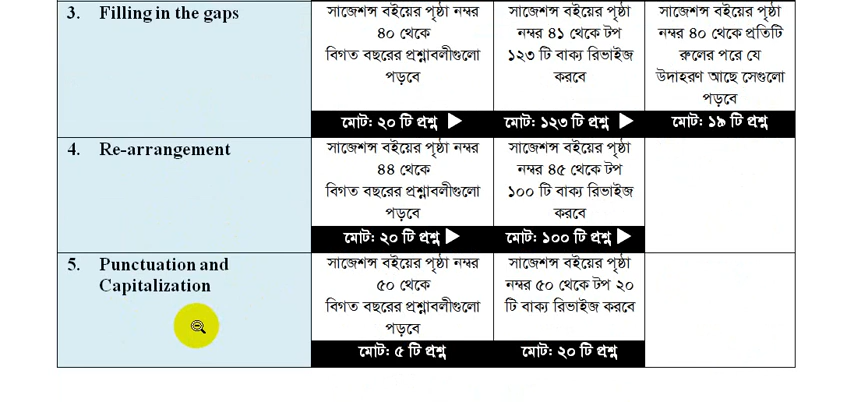 3. Filling in the gaps
সাজেশন্স বইয়ের পৃষ্ঠা নম্বর
৪০ থেকে
বিগত বছরের প্রশ্নাবলীগুলো
পড়বে
মোট: ২০ টি প্রশ্ন
সাজেশন্স বইয়ের পৃষ্ঠা
নম্বর ৪১ থেকে টপ
১২৩ টি বাক্য রিভাইজ
করবে
মোট: ১২৩ টি প্রশ্ন
সাজেশন্স বইয়ের পৃষ্ঠা
নম্বর ৪০ থেকে প্রতিটি
রুলের পরে যে
উদাহরণ আছে সেগুলো
পড়বে
মোট: ১৯ টি প্রশ্ন
4. Re-arrangement
সাজেশন্স বইয়ের পৃষ্ঠা নম্বর
৪৪ থেকে
বিগত বছরের প্রশ্নাবলীগুলো
পড়বে
মোট: ২০ টি প্রশ্ন
সাজেশন্স বইয়ের পৃষ্ঠা
নম্বর ৪৫ থেকে টপ
১০০ টি বাক্য রিভাইজ
করবে
মোট: ১০০ টি প্রশ্ন
5. Punctuation and
Capitalization
সাজেশন্স বইয়ের পৃষ্ঠা নম্বর
৫০ থেকে
বিগত বছরের প্রশ্নাবলীগুলো
পড়বে
মোট: ৫ টি প্রশ্ন
সাজেশন্স বইয়ের পৃষ্ঠা
নম্বর ৫০ থেকে টপ ২০
টি বাক্য রিভাইজ করবে
মোট: ২০ টি প্রশ্ন